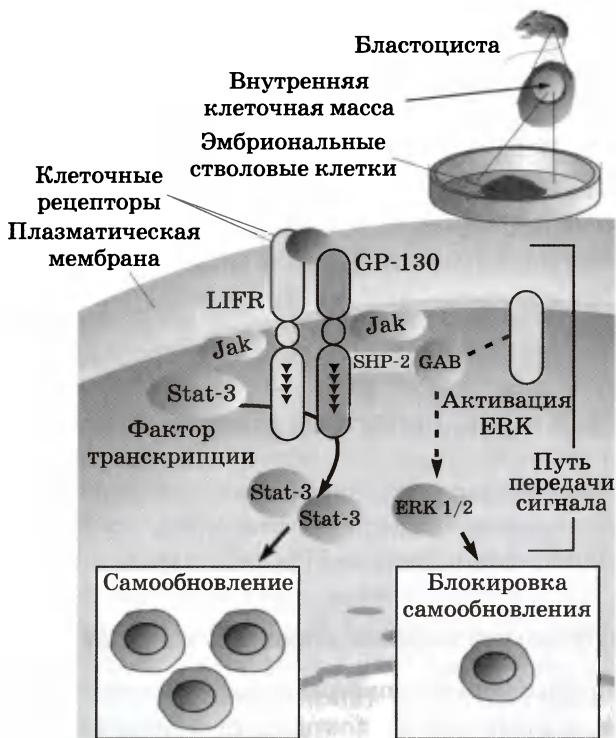 Бластоциста
Внутренняя
клеточная масса
Эмбриональные
стволовые клетки
Клеточные
рецепторы
Плазматическая
мембрана
GP-130
LIFR
Jak
Jak
SHP-2 GAB
Stat-3
Активация
ERK
Фактор
транскрипции
Путь
передачи
сигнала
Stat-3
Stat-3
ERK 1/2
Самообновление
Блокировка
самообновления